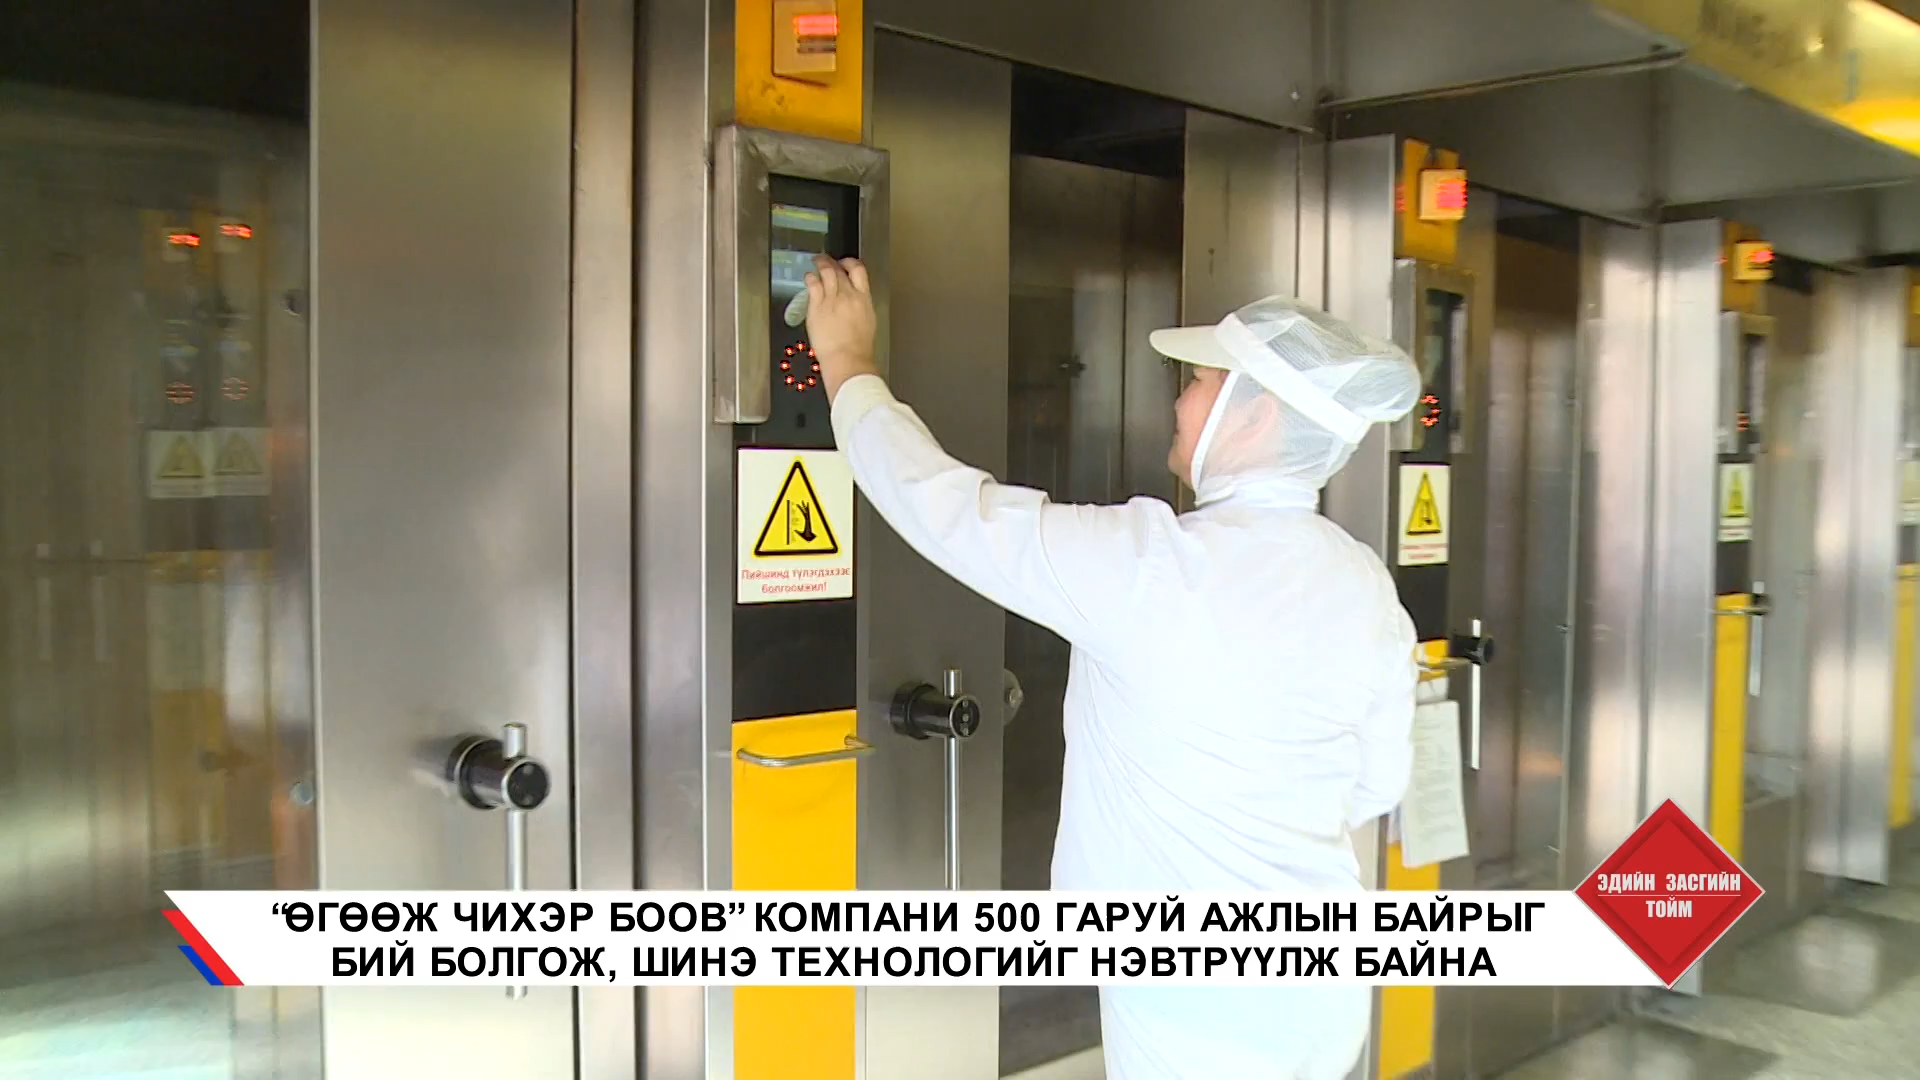 Пийшинд түлэгдэхээс
болгоомжил!
“ӨГӨӨЖ ЧИХЭР БООВ” КОМПАНИ 500 ГАРУЙ АЖЛЫН БАЙРЫГ
БИЙ БОЛГОЖ, ШИНЭ ТЕХНОЛОГИЙГ НЭВТРҮҮЛЖ БАЙНА
ЭДИЙН ЗАСГИЙН
ТОЙМ